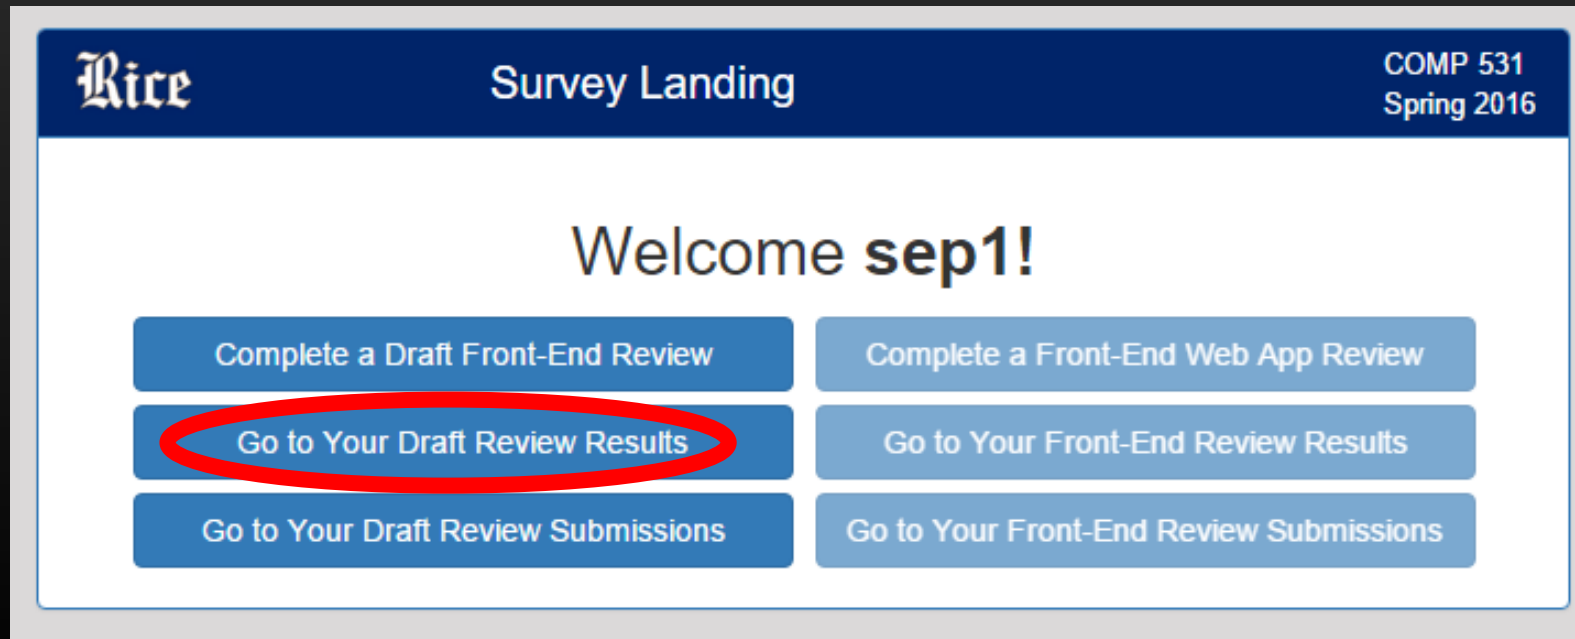 Rice
Survey Landing
COMP 531
Spring 2016
Welcome sep1!
Complete a Draft Front-End Review
Complete a Front-End Web App Review
Go to Your Draft Review Results
Go to Your Front-End Review Results
Go to Your Draft Review Submissions
Go to Your Front-End Review Submissions